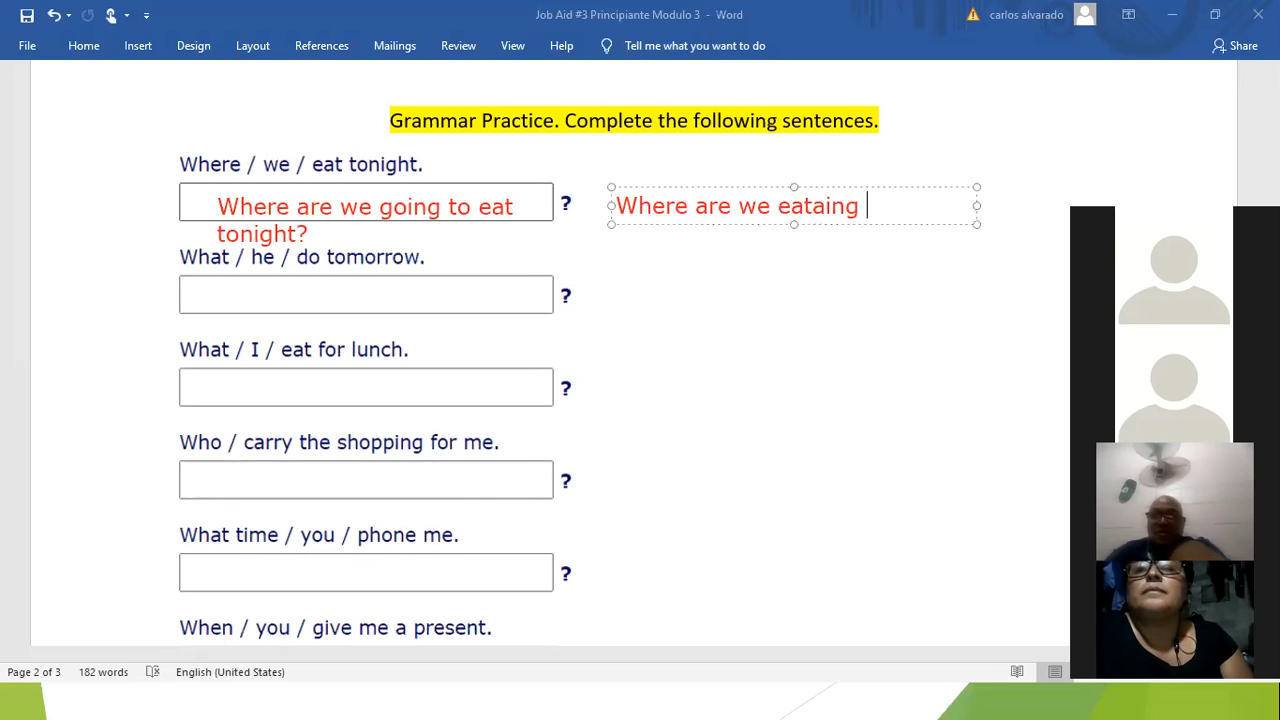 Job Aid #3 Principiante Modulo 3 - Word
carlos alvarado
File Home Insert Design Layout References Mailings Review View Help Tell me what you want to do Share
Grammar Practice. Complete the following sentences.
Where / we / eat tonight.
Where are we going to eat
tonight?
?
Where are we eataing
What / he / do tomorrow.
?
What / I / eat for lunch.
?
Who / carry the shopping for me.
?
What time / you / phone me.
?
When / you / give me a present.
Page 2 of 3 182 words English (United States)